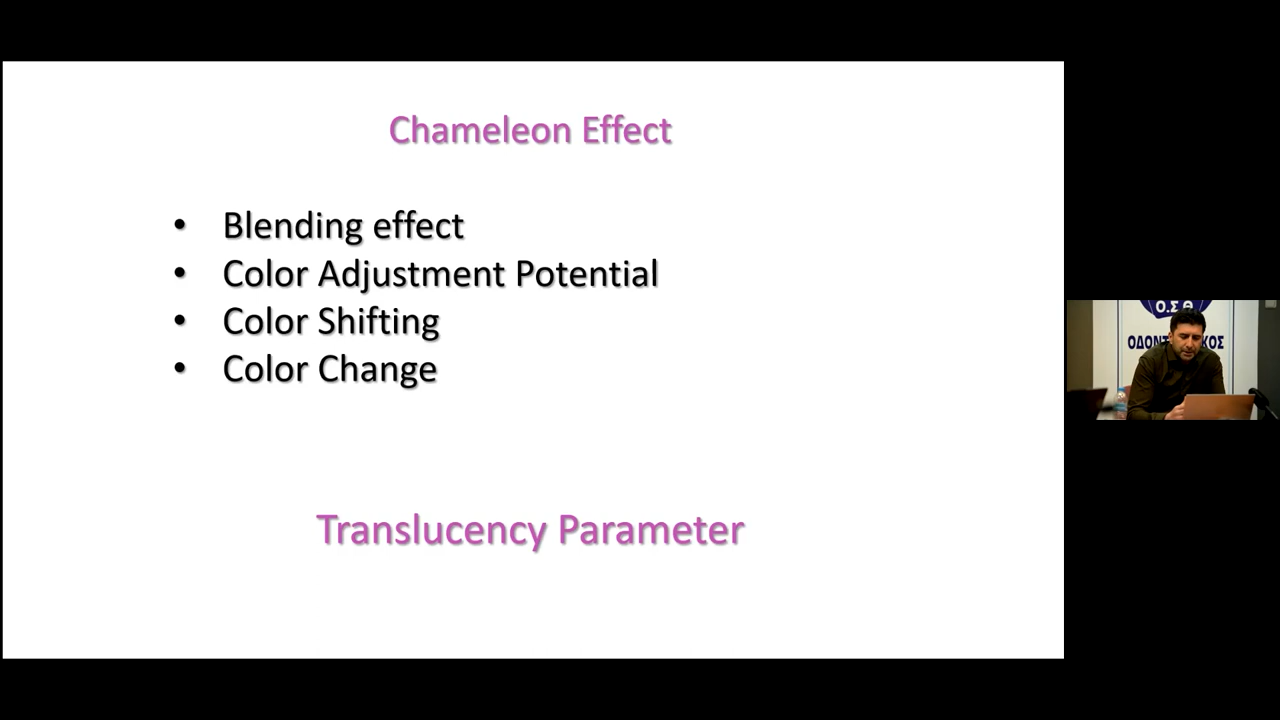 Chameleon Effect
• Blending effect
• Color Adjustment Potential
• Color Shifting
• Color Change
Translucency Parameter
Ο.Σ.Θ